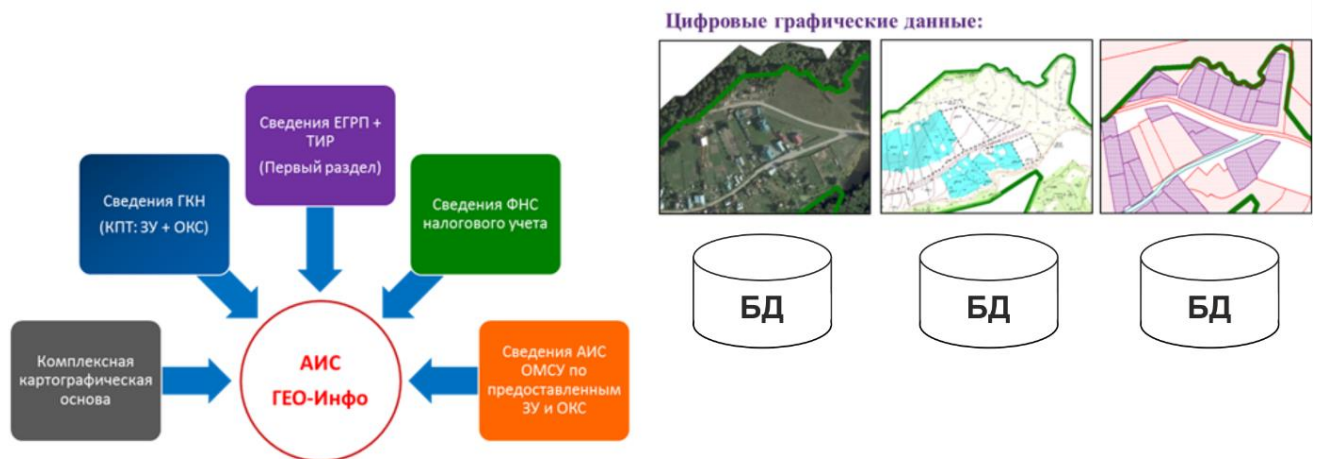 Цифровые графические данные:
Сведения ЕГРП +
ТИР
(Первый раздел)
Сведения ГКН
(КПТ: ЗУ + ОКС)
Сведения ФНС
налогового учета
Комплексная
картографическая
основа
АИС
ГЕО-Инфо
Сведения АИС
ОМСУ по
предоставленным
ЗУ и ОКС
БД
БД
БД